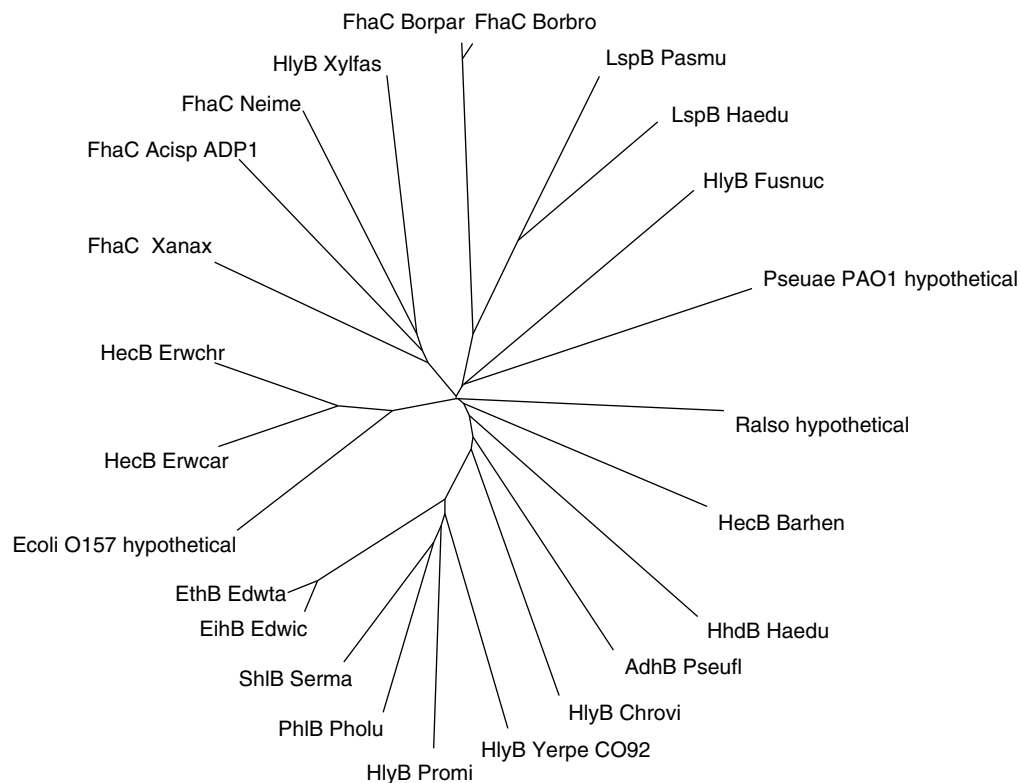 FhaC Borpar
FhaC Borbro
HlyB Xylfas
LspB Pasmu
FhaC Neime
LspB Haedu
FhaC Acisp ADP1
HlyB Fusnuc
FhaC Xanax
Pseuae PAO1 hypothetical
HecB Erwchr
Ralso hypothetical
HecB Erwcar
HecB Barhen
Ecoli O157 hypothetical
EthB Edwta
EihB Edwic
HhdB Haedu
ShlB Serma
AdhB Pseufl
PhlB Pholu
HlyB Chrovi
HlyB Yerpe CO92
HlyB Promi